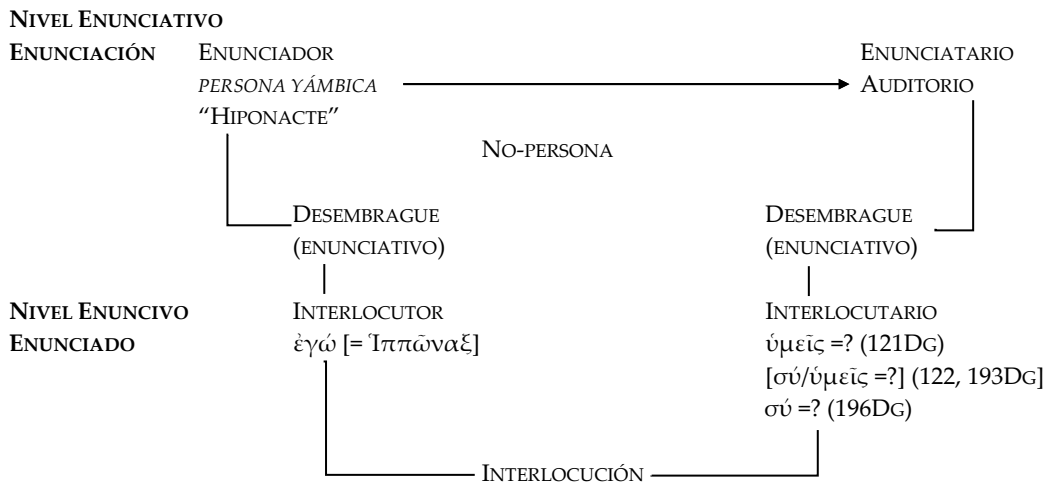 NIVEL ENUNCIATIVO
ENUNCIACIÓN ENUNCIADOR ENUNCIATARIO
PERSONA YÁMBICA AUDITORIO
“HIPONACTE”
NO-PERSONA
DESEMBRAGUE DESEMBRAGUE
(ENUNCIATIVO) (ENUNCIATIVO)
NIVEL ENUNCIVO INTERLOCUTOR INTERLOCUTARIO
ENUNCIADO ἐγώ [= Ἱππῶναξ] ὑμεῖς =? (121DG)
[σύ/ὑμεῖς =?] (122, 193DG]
σύ =? (196DG)
INTERLOCUCIÓN